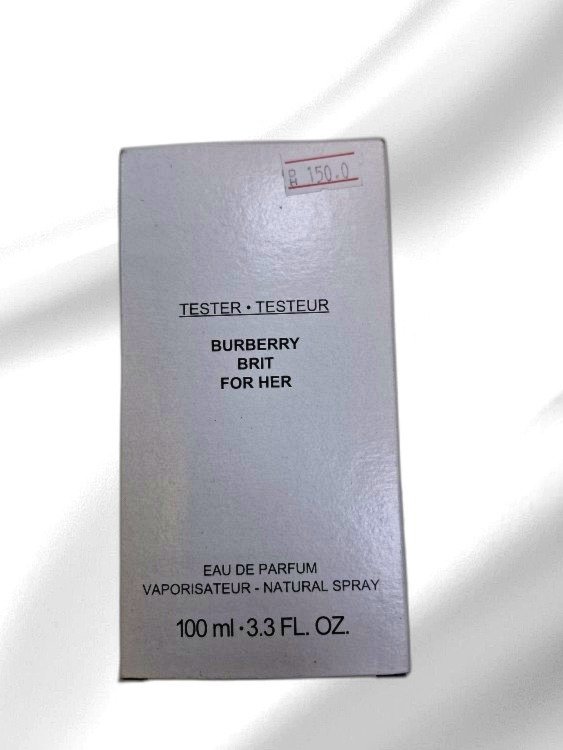 DH 150.0
TESTER • TESTEUR
BURBERRY
BRIT
FOR HER
EAU DE PARFUM
VAPORISATEUR - NATURAL SPRAY
100 ml • 3.3 FL. OZ.